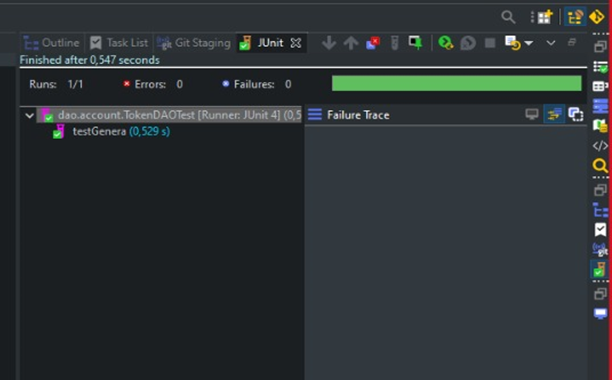 Outline Task List Git Staging JUnit
Finished after 0,547 seconds
Runs: 1/1 Errors: 0 Failures: 0
dao.account.TokenDAOTest [Runner: JUnit 4] (0,5
Failure Trace
testGenera (0,529 s)
git